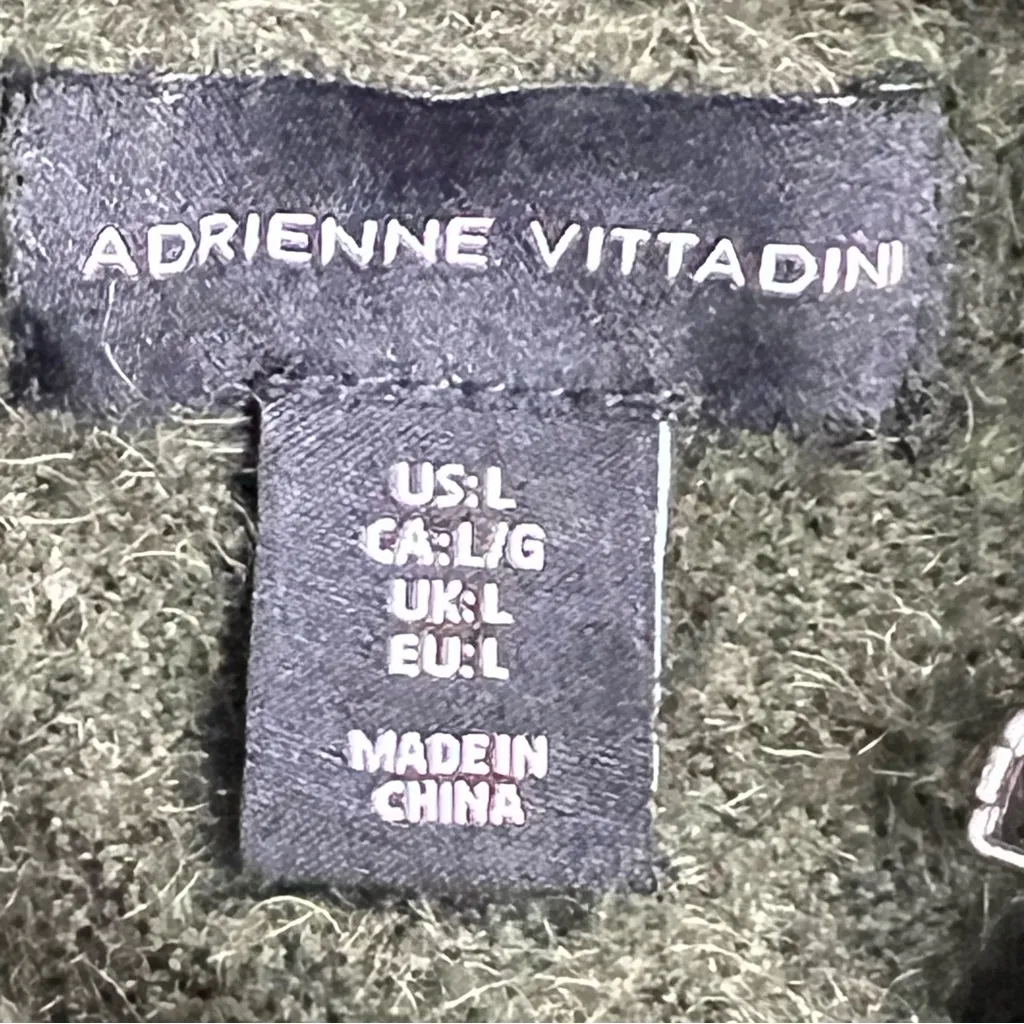 ADRIENNE VITTADINI
US:L
CA:L/G
UK:L
EU:L
MADE IN
CHINA